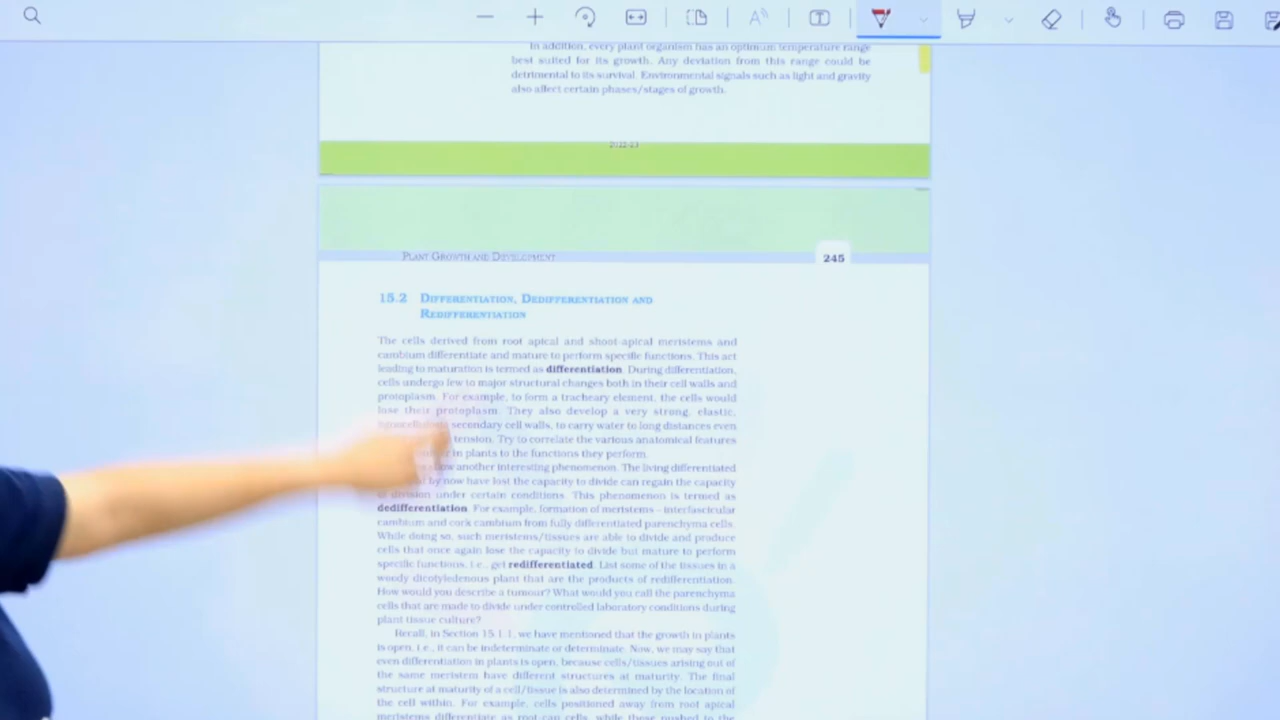 In addition, every plant organism has an optimum temperature range
best suited for its growth. Any deviation from this range could be
detrimental to its survival. Environmental signals such as light and gravity
also affect certain phases/stages of growth.
2022-23
PLANT GROWTH AND DEVELOPMENT
245
15.2 DIFFERENTIATION, DEDIFFERENTIATION AND
REDIFFERENTIATION
The cells derived from root apical and shoot-apical meristems and
cambium differentiate and mature to perform specific functions. This act
leading to maturation is termed as differentiation. During differentiation,
cells undergo few to major structural changes both in their cell walls and
protoplasm. For example, to form a tracheary element, the cells would
lose their protoplasm. They also develop a very strong, elastic,
secondary cell walls, to carry water to long distances even
tension. Try to correlate the various anatomical features
in plants to the functions they perform.
another interesting phenomenon. The living differentiated
by now have lost the capacity to divide can regain the capacity
of division under certain conditions. This phenomenon is termed as
dedifferentiation. For example, formation of meristems – interfascicular
cambium and cork cambium from fully differentiated parenchyma cells.
While doing so, such meristems/tissues are able to divide and produce
cells that once again lose the capacity to divide but mature to perform
specific functions, i.e., get redifferentiated. List some of the tissues in a
woody dicotyledenous plant that are the products of redifferentiation.
How would you describe a tumour? What would you call the parenchyma
cells that are made to divide under controlled laboratory conditions during
plant tissue culture?
Recall, in Section 15.1.1, we have mentioned that the growth in plants
is open, i.e., it can be indeterminate or determinate. Now, we may say that
even differentiation in plants is open, because cells/tissues arising out of
the same meristem have different structures at maturity. The final
structure at maturity of a cell/tissue is also determined by the location of
the cell within. For example, cells positioned away from root apical
meristems differentiate as root-cap cells, while those pushed to the